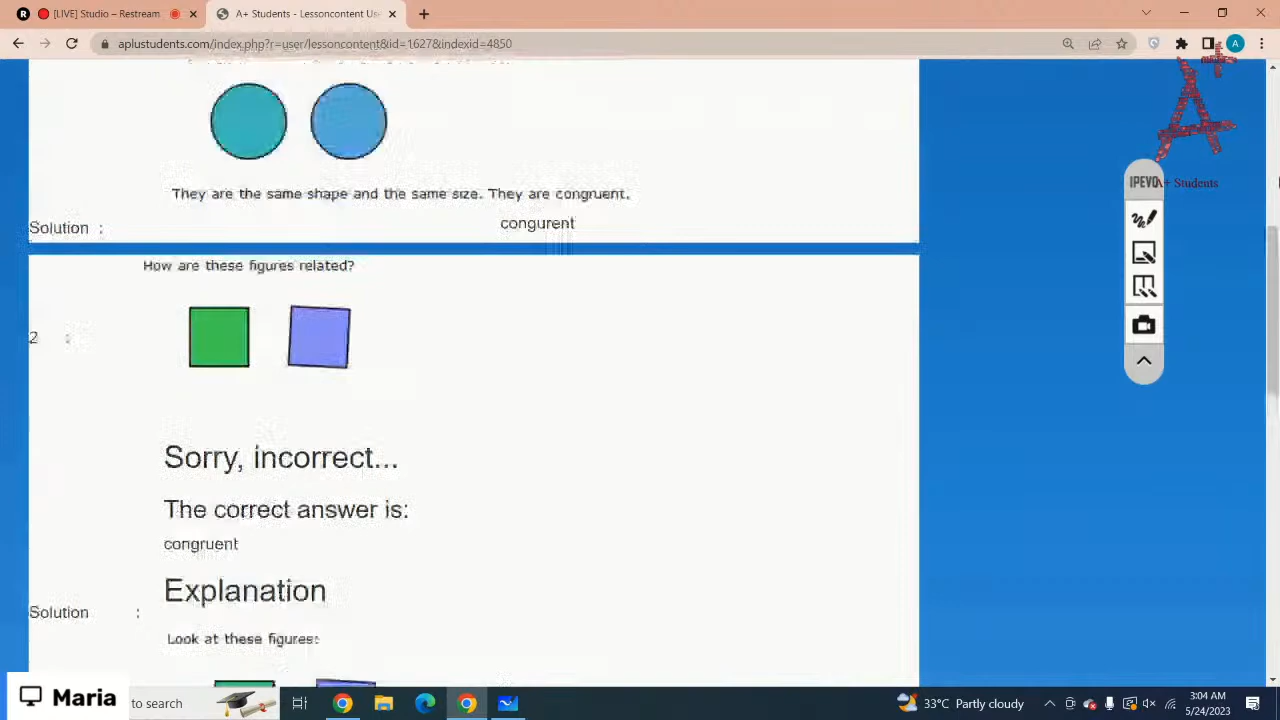 R [LIVE] Studio – Restream
A+ Students - Lessoncontent Us
aplustudents.com/index.php?r=user/lessoncontent&id=1627&indexid=4850
A
They are the same shape and the same size. They are congruent.
congurent
Solution :
How are these figures related?
2 :
Sorry, incorrect...
The correct answer is:
congruent
Explanation
Solution :
Look at these figures:
A+
IPEVO
A+ Students
Maria
to search
33°C Partly cloudy
3:04 AM
5/24/2023